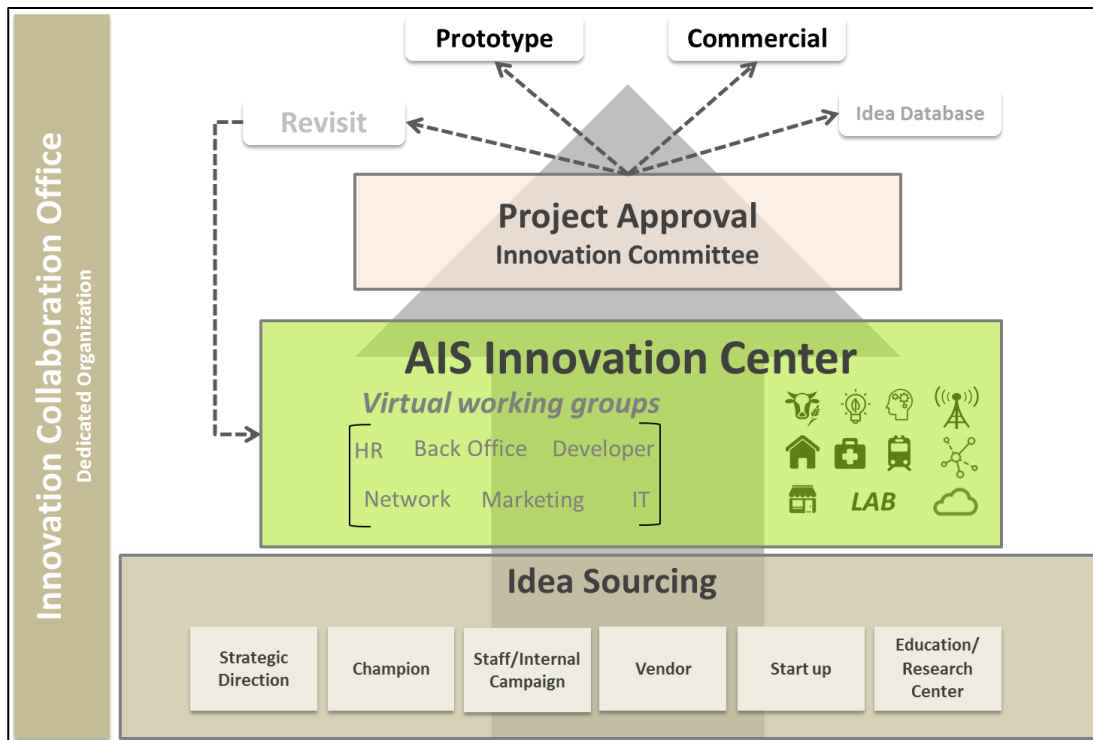 Innovation Collaboration Office
Dedicated Organization
Prototype
Commercial
Revisit
Idea Database
Project Approval
Innovation Committee
AIS Innovation Center
Virtual working groups
HR Back Office Developer
Network Marketing IT
LAB
Idea Sourcing
Strategic
Direction
Champion
Staff/Internal
Campaign
Vendor
Start up
Education/
Research
Center